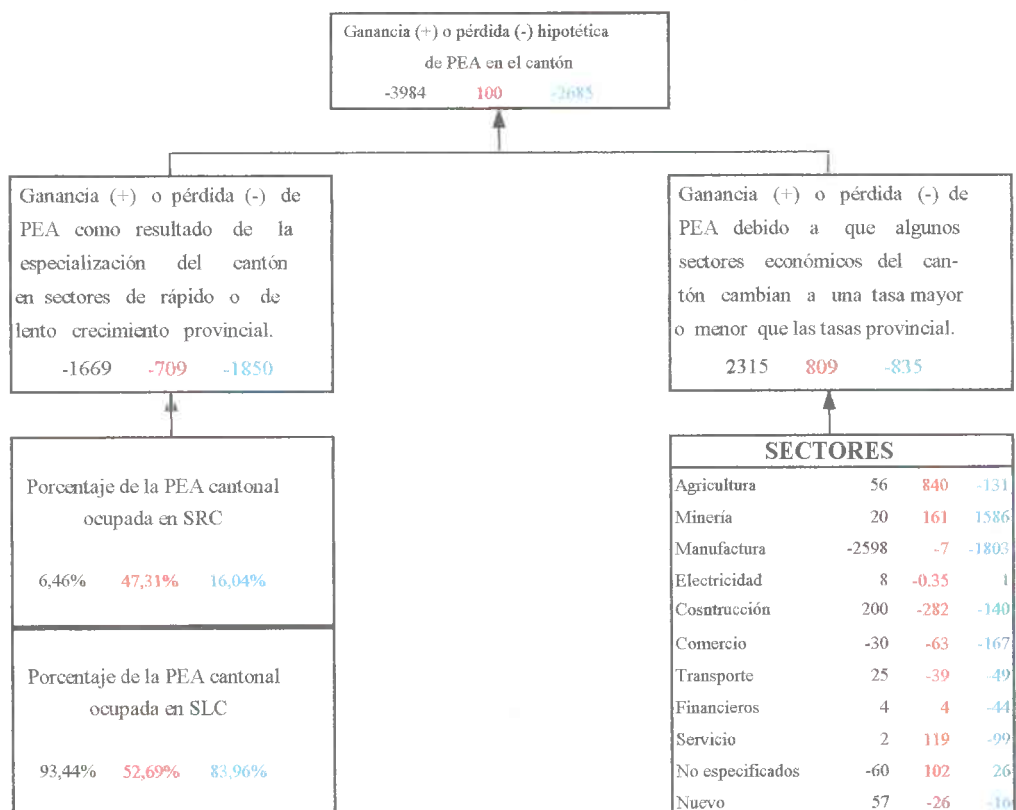 Ganancia (+) o pérdida (-) hipotética
de PEA en el cantón
-3984 100 -2685
Ganancia (+) o pérdida (-) de
PEA como resultado de la
especialización del cantón
en sectores de rápido o de
lento crecimiento provincial.
-1669 -709 -1850
Ganancia (+) o pérdida (-) de
PEA debido a que algunos
sectores económicos del can-
tón cambian a una tasa mayor
o menor que las tasas provincial.
2315 809 -835
Porcentaje de la PEA cantonal
ocupada en SRC
6,46% 47,31% 16,04%
Porcentaje de la PEA cantonal
ocupada en SLC
93,44% 52,69% 83,96%
SECTORES
Agricultura 56 840 -131
Minería 20 161 1586
Manufactura -2598 -7 -1803
Electricidad 8 -0.35 1
Cosntrucción 200 -282 -140
Comercio -30 -63 -167
Transporte 25 -39 -49
Financieros 4 4 -44
Servicio 2 119 -99
No especificados -60 102 26
Nuevo 57 -26 -16